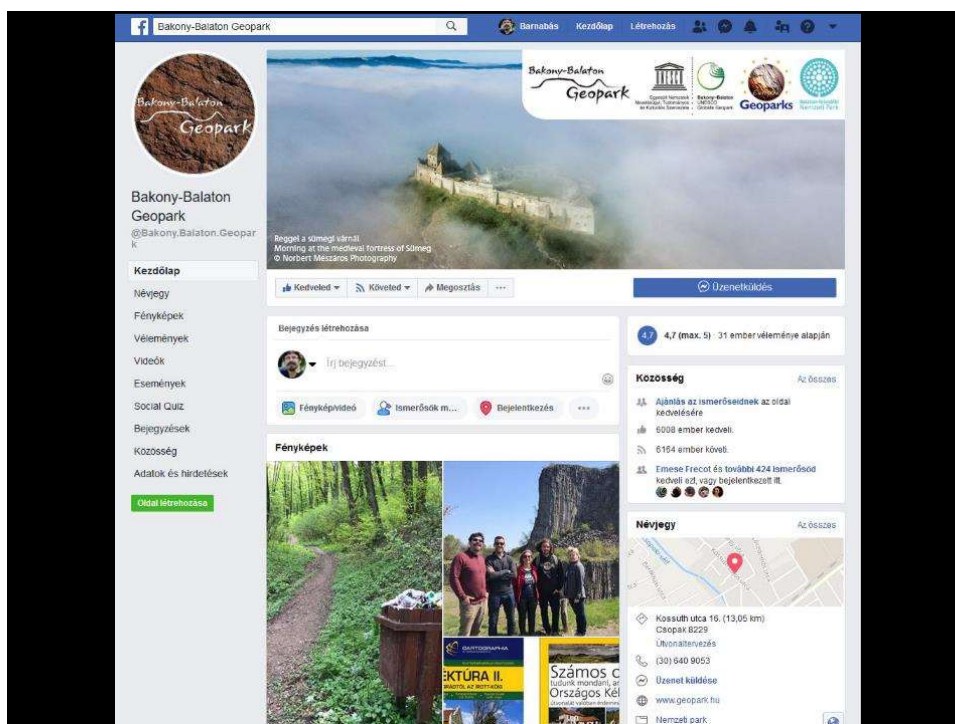 Bakony-Balaton Geopark
Barnabás
Kezdőlap
Létrehozás
Bakony-Balaton
Geopark
Bakony-Balaton
Geopark
@Bakony.Balaton.Geopar
k
Kezdőlap
Névjegy
Fényképek
Vélemények
Videók
Események
Social Quiz
Bejegyzések
Közösség
Adatok és hirdetések
Oldal létrehozása
Bakony-Balaton
Geopark
Geoparks
Reggel a sümegi várnál
Morning at the medieval fortress of Sümeg
© Norbert Mészáros Photography
Kedveled
Követed
Megosztás
Üzenetküldés
Bejegyzés létrehozása
Írj bejegyzést...
Fénykép/videó
Ismerősök m...
Bejelentkezés
Fényképek
CARTOGRAPHIA
EKTÚRA II.
Számos c
tudunk mondani, a
Országos Kél
4,7
4,7 (max. 5) · 31 ember véleménye alapján
Közösség
Az összes
Ajánlás az ismerőseidnek az oldal
kedvelésére
6008 ember kedveli.
6164 ember követi.
Emese Frecot és további 424 ismerősöd
kedveli ezt, vagy bejelentkezett itt.
Névjegy
Az összes
Kossuth utca 16. (13,05 km)
Csopak 8229
Útvonaltervezés
(30) 640 9053
Üzenet küldése
www.geopark.hu
Nemzeti park